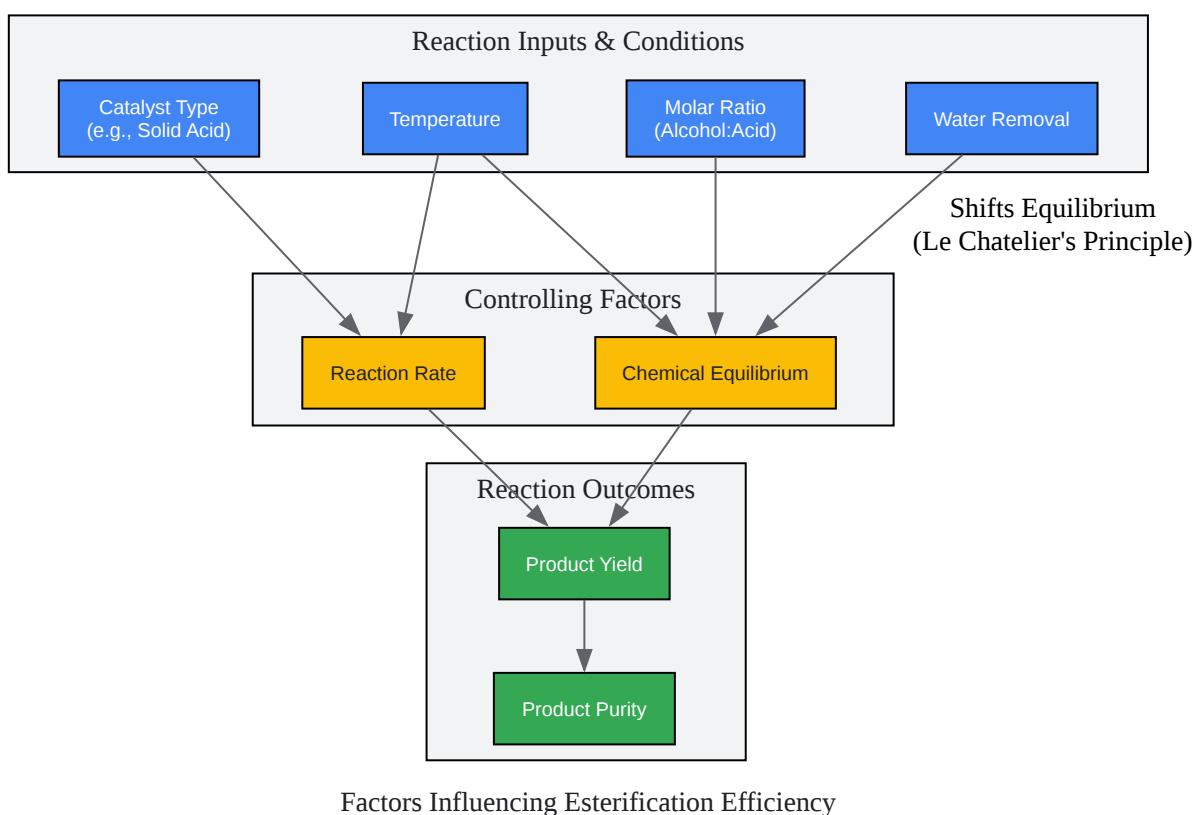 Reaction Inputs & Conditions
Catalyst Type
(e.g., Solid Acid)
Temperature
Molar Ratio
(Alcohol:Acid)
Water Removal
Shifts Equilibrium
(Le Chatelier's Principle)
Controlling Factors
Reaction Rate
Chemical Equilibrium
Reaction Outcomes
Product Yield
Product Purity
Factors Influencing Esterification Efficiency